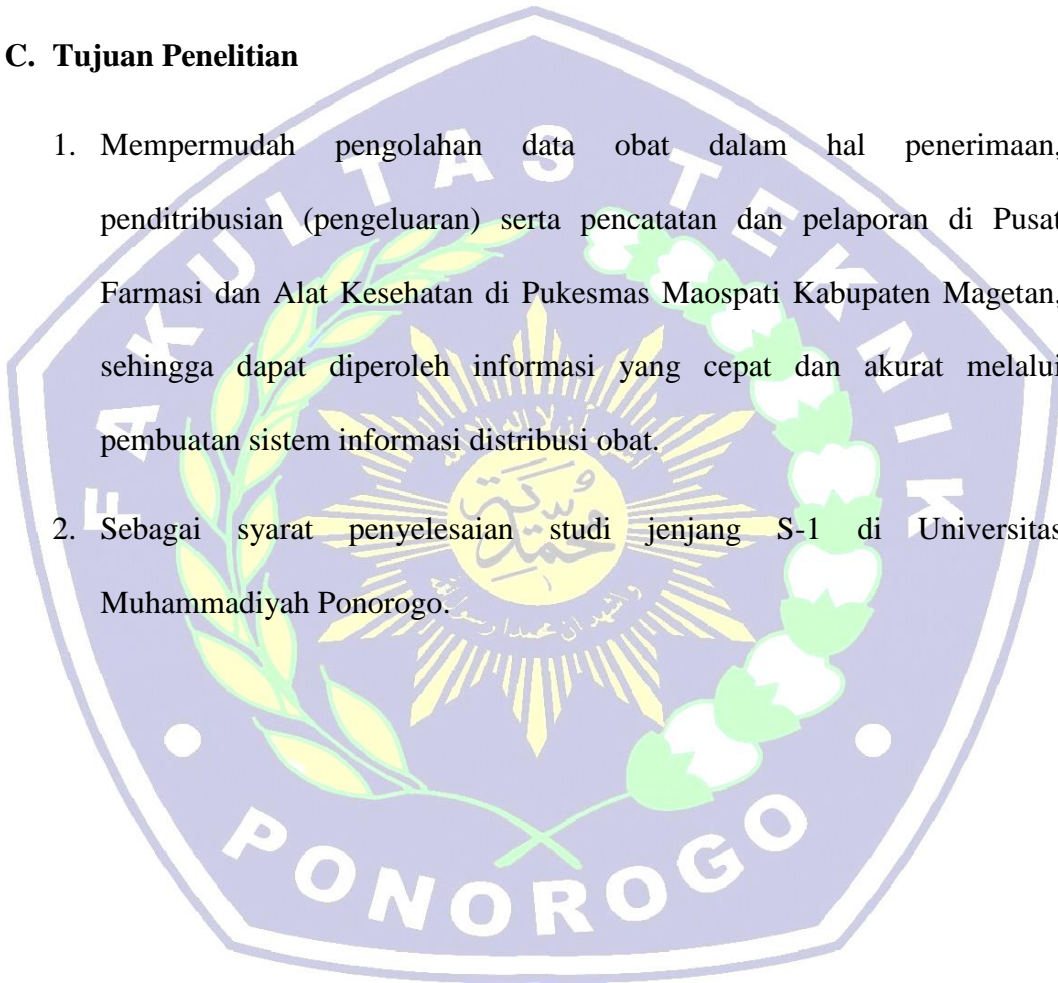 C. Tujuan Penelitian
1. Mempermudah pengolahan data obat dalam hal penerimaan,
penditribusian (pengeluaran) serta pencatatan dan pelaporan di Pusat
Farmasi dan Alat Kesehatan di Pukesmas Maospati Kabupaten Magetan,
sehingga dapat diperoleh informasi yang cepat dan akurat melalui
pembuatan sistem informasi distribusi obat.
2. Sebagai syarat penyelesaian studi jenjang S-1 di Universitas
Muhammadiyah Ponorogo.
FAKULTAS TEKNIK
محمدية
PONOROGO